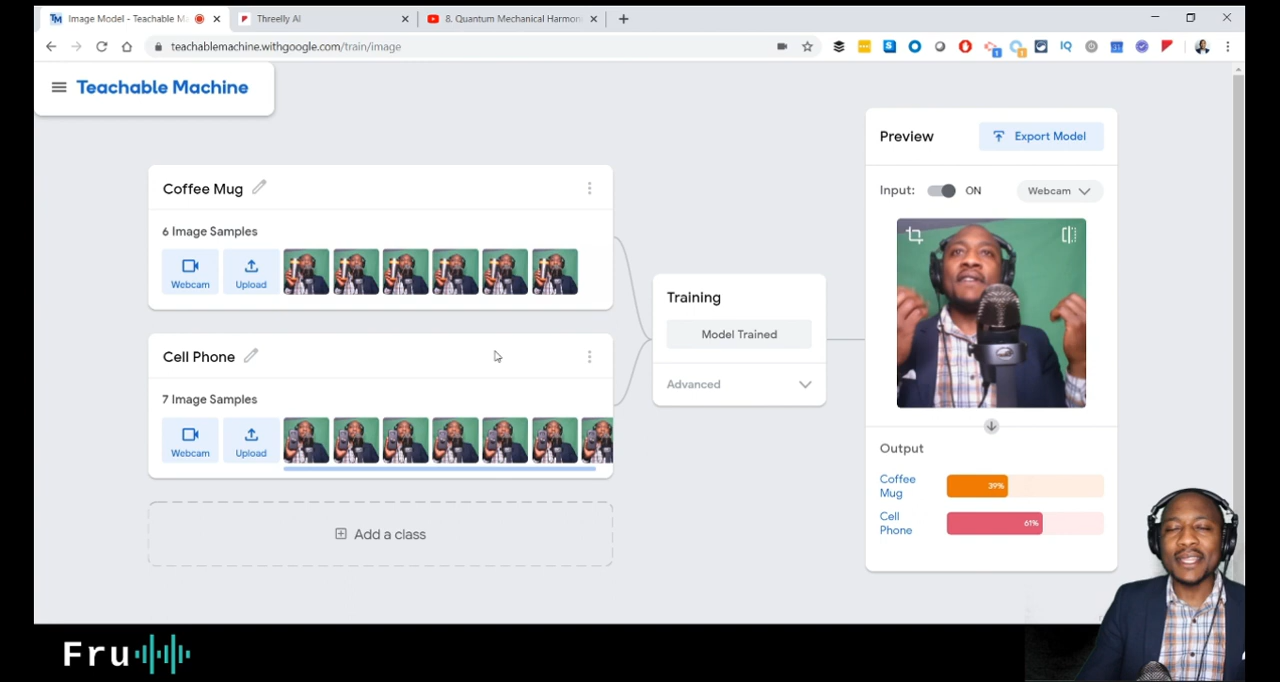 Image Model - Teachable Ma
Threelly AI
8. Quantum Mechanical Harmon
teachablemachine.withgoogle.com/train/image
IQ
Teachable Machine
Coffee Mug
6 Image Samples
Webcam
Upload
Cell Phone
7 Image Samples
Webcam
Upload
Add a class
Training
Model Trained
Advanced
Preview
Export Model
Input:
ON
Webcam
Output
Coffee
Mug
39%
Cell
Phone
61%
Fru